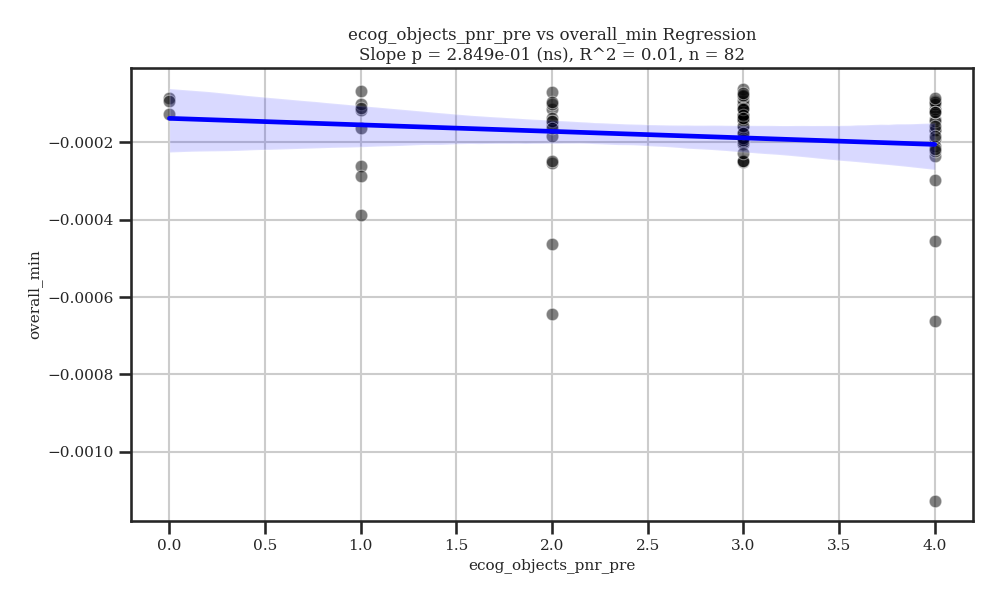 ecog_objects_pnr_pre vs overall_min Regression
Slope p = 2.849e-01 (ns), R^2 = 0.01, n = 82
overall_min
−0.0002
−0.0004
−0.0006
−0.0008
−0.0010
0.0 0.5 1.0 1.5 2.0 2.5 3.0 3.5 4.0
ecog_objects_pnr_pre